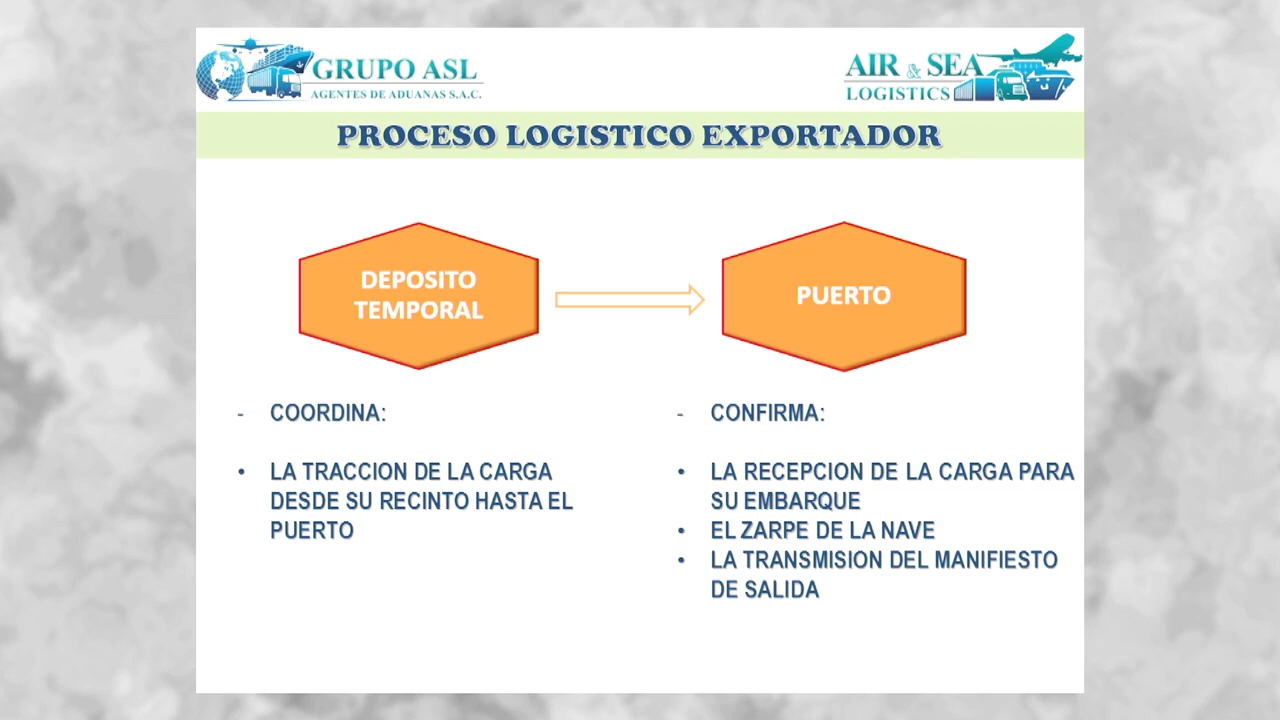 GRUPO ASL
AGENTES DE ADUANAS S.A.C.
AIR & SEA
LOGISTICS
PROCESO LOGISTICO EXPORTADOR
DEPOSITO
TEMPORAL
PUERTO
- COORDINA:
• LA TRACCION DE LA CARGA
DESDE SU RECINTO HASTA EL
PUERTO
- CONFIRMA:
• LA RECEPCION DE LA CARGA PARA
SU EMBARQUE
• EL ZARPE DE LA NAVE
• LA TRANSMISION DEL MANIFIESTO
DE SALIDA